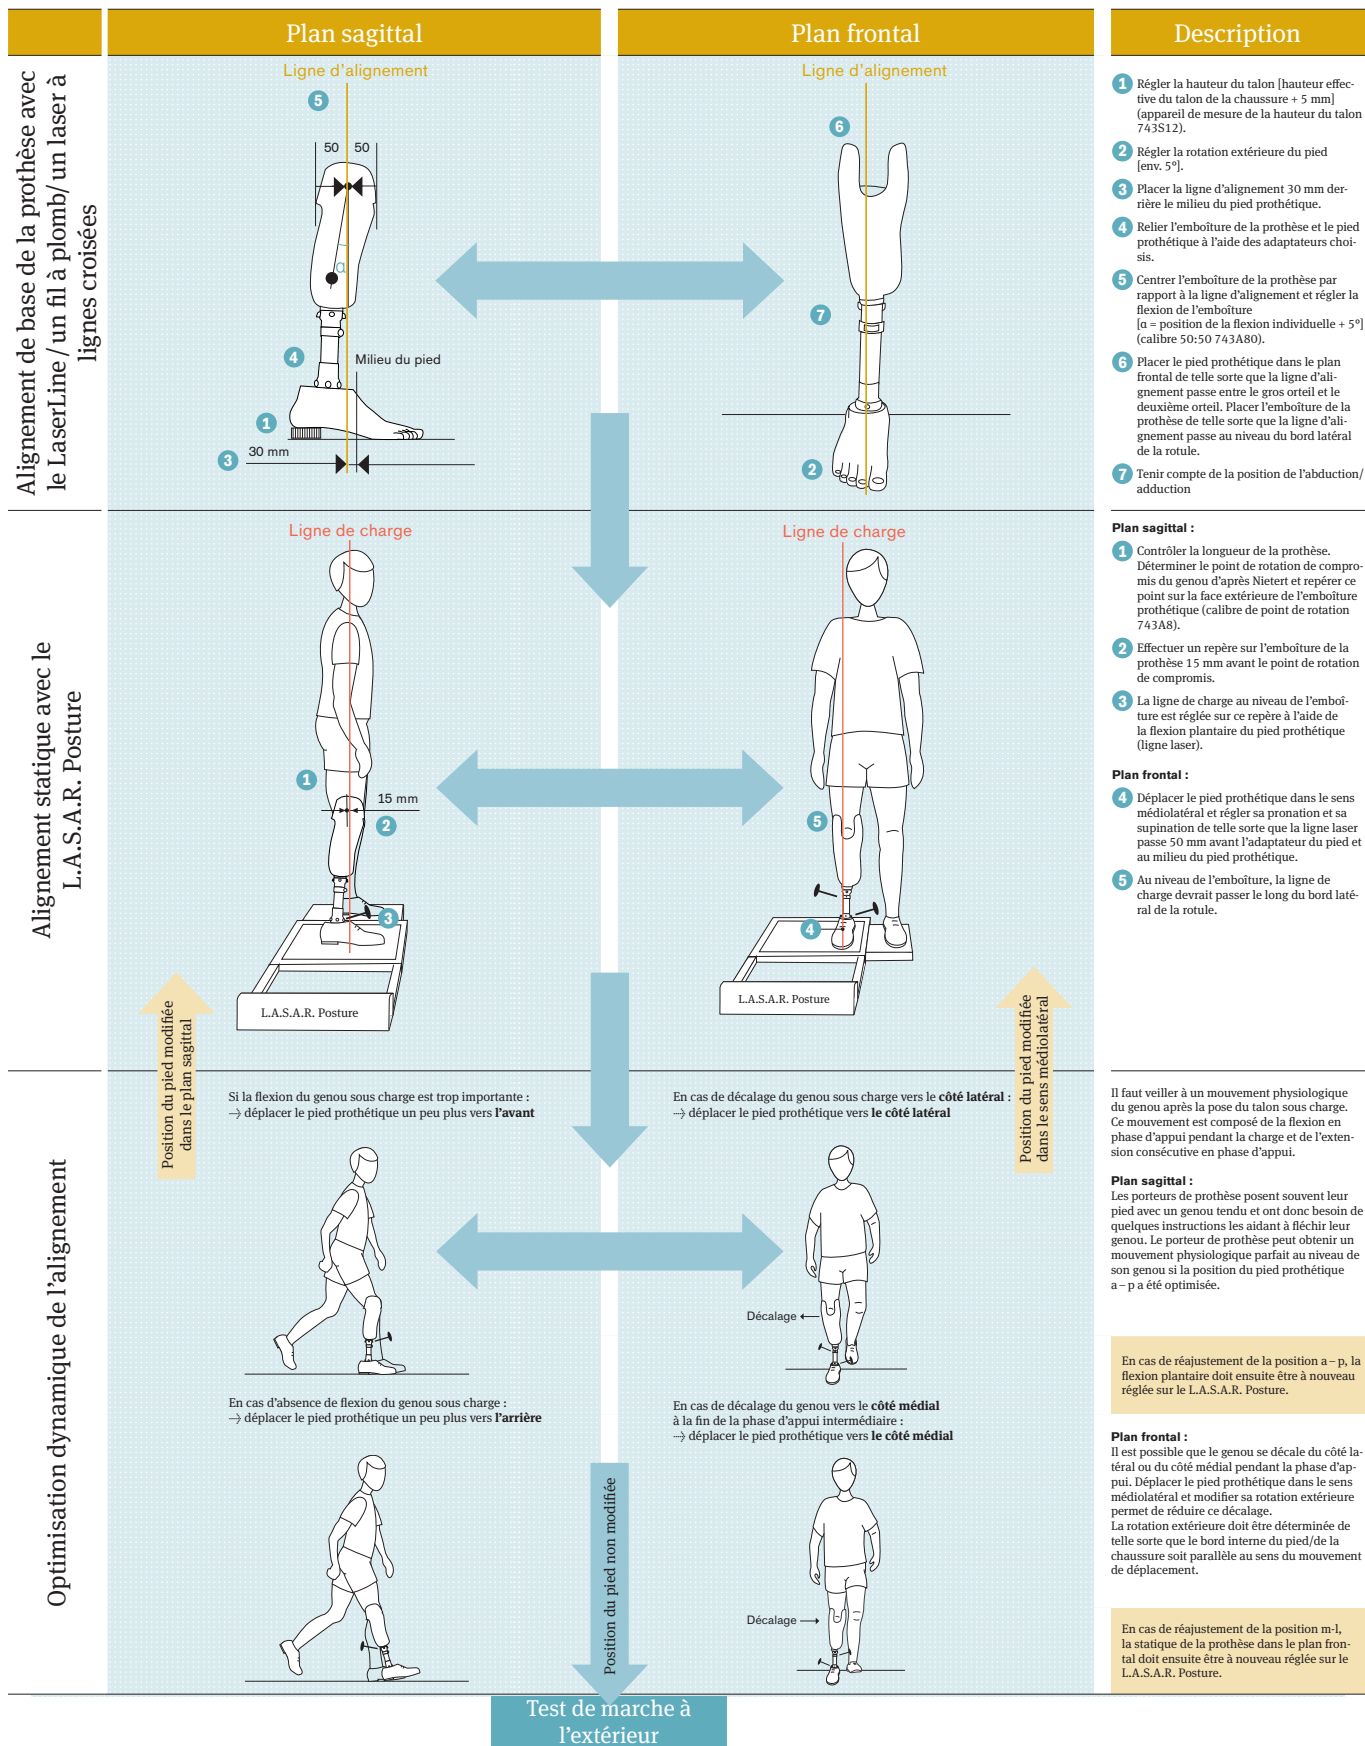 Plan sagittal
Plan frontal
Description
Alignement de base de la prothèse avec
le LaserLine / un fil à plomb/ un laser à
lignes croisées
Ligne d’alignement
5
50 50
α
4
Milieu du pied
1
3
30 mm
Ligne d’alignement
6
7
2
1 Régler la hauteur du talon [hauteur effec-
tive du talon de la chaussure + 5 mm]
(appareil de mesure de la hauteur du talon
743S12).
2 Régler la rotation extérieure du pied
[env. 5°].
3 Placer la ligne d’alignement 30 mm der-
rière le milieu du pied prothétique.
4 Relier l’emboîture de la prothèse et le pied
prothétique à l’aide des adaptateurs choi-
sis.
5 Centrer l’emboîture de la prothèse par
rapport à la ligne d’alignement et régler la
flexion de l’emboîture
[α = position de la flexion individuelle + 5°]
(calibre 50:50 743A80).
6 Placer le pied prothétique dans le plan
frontal de telle sorte que la ligne d’ali-
gnement passe entre le gros orteil et le
deuxième orteil. Placer l’emboîture de la
prothèse de telle sorte que la ligne d’ali-
gnement passe au niveau du bord latéral
de la rotule.
7 Tenir compte de la position de l’abduction/
adduction
Alignement statique avec le
L.A.S.A.R. Posture
Ligne de charge
1
15 mm
2
3
L.A.S.A.R. Posture
Ligne de charge
5
4
L.A.S.A.R. Posture
Plan sagittal :
1 Contrôler la longueur de la prothèse.
Déterminer le point de rotation de compro-
mis du genou d’après Nietert et repérer ce
point sur la face extérieure de l’emboîture
prothétique (calibre de point de rotation
743A8).
2 Effectuer un repère sur l’emboîture de la
prothèse 15 mm avant le point de rotation
de compromis.
3 La ligne de charge au niveau de l’emboî-
ture est réglée sur ce repère à l’aide de
la flexion plantaire du pied prothétique
(ligne laser).
Plan frontal :
4 Déplacer le pied prothétique dans le sens
médiolatéral et régler sa pronation et sa
supination de telle sorte que la ligne laser
passe 50 mm avant l’adaptateur du pied et
au milieu du pied prothétique.
5 Au niveau de l’emboîture, la ligne de
charge devrait passer le long du bord laté-
ral de la rotule.
Position du pied modifiée
dans le plan sagittal
Position du pied modifiée
dans le sens médiolatéral
Optimisation dynamique de l’alignement
Si la flexion du genou sous charge est trop importante :
--> déplacer le pied prothétique un peu plus vers l’avant
En cas d’absence de flexion du genou sous charge :
--> déplacer le pied prothétique un peu plus vers l’arrière
En cas de décalage du genou sous charge vers le côté latéral :
--> déplacer le pied prothétique vers le côté latéral
Décalage
En cas de décalage du genou vers le côté médial
à la fin de la phase d’appui intermédiaire :
--> déplacer le pied prothétique vers le côté médial
Décalage
Position du pied non modifiée
Il faut veiller à un mouvement physiologique
du genou après la pose du talon sous charge.
Ce mouvement est composé de la flexion en
phase d’appui pendant la charge et de l’exten-
sion consécutive en phase d’appui.
Plan sagittal :
Les porteurs de prothèse posent souvent leur
pied avec un genou tendu et ont donc besoin de
quelques instructions les aidant à fléchir leur
genou. Le porteur de prothèse peut obtenir un
mouvement physiologique parfait au niveau de
son genou si la position du pied prothétique
a – p a été optimisée.
En cas de réajustement de la position a – p, la
flexion plantaire doit ensuite être à nouveau
réglée sur le L.A.S.A.R. Posture.
Plan frontal :
Il est possible que le genou se décale du côté la-
téral ou du côté médial pendant la phase d’ap-
pui. Déplacer le pied prothétique dans le sens
médiolatéral et modifier sa rotation extérieure
permet de réduire ce décalage.
La rotation extérieure doit être déterminée de
telle sorte que le bord interne du pied/de la
chaussure soit parallèle au sens du mouvement
de déplacement.
En cas de réajustement de la position m-l,
la statique de la prothèse dans le plan fron-
tal doit ensuite être à nouveau réglée sur le
L.A.S.A.R. Posture.
Test de marche à
l’extérieur